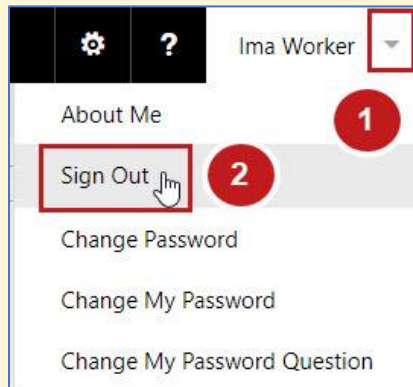 ? Ima Worker
About Me
1
Sign Out 2
Change Password
Change My Password
Change My Password Question